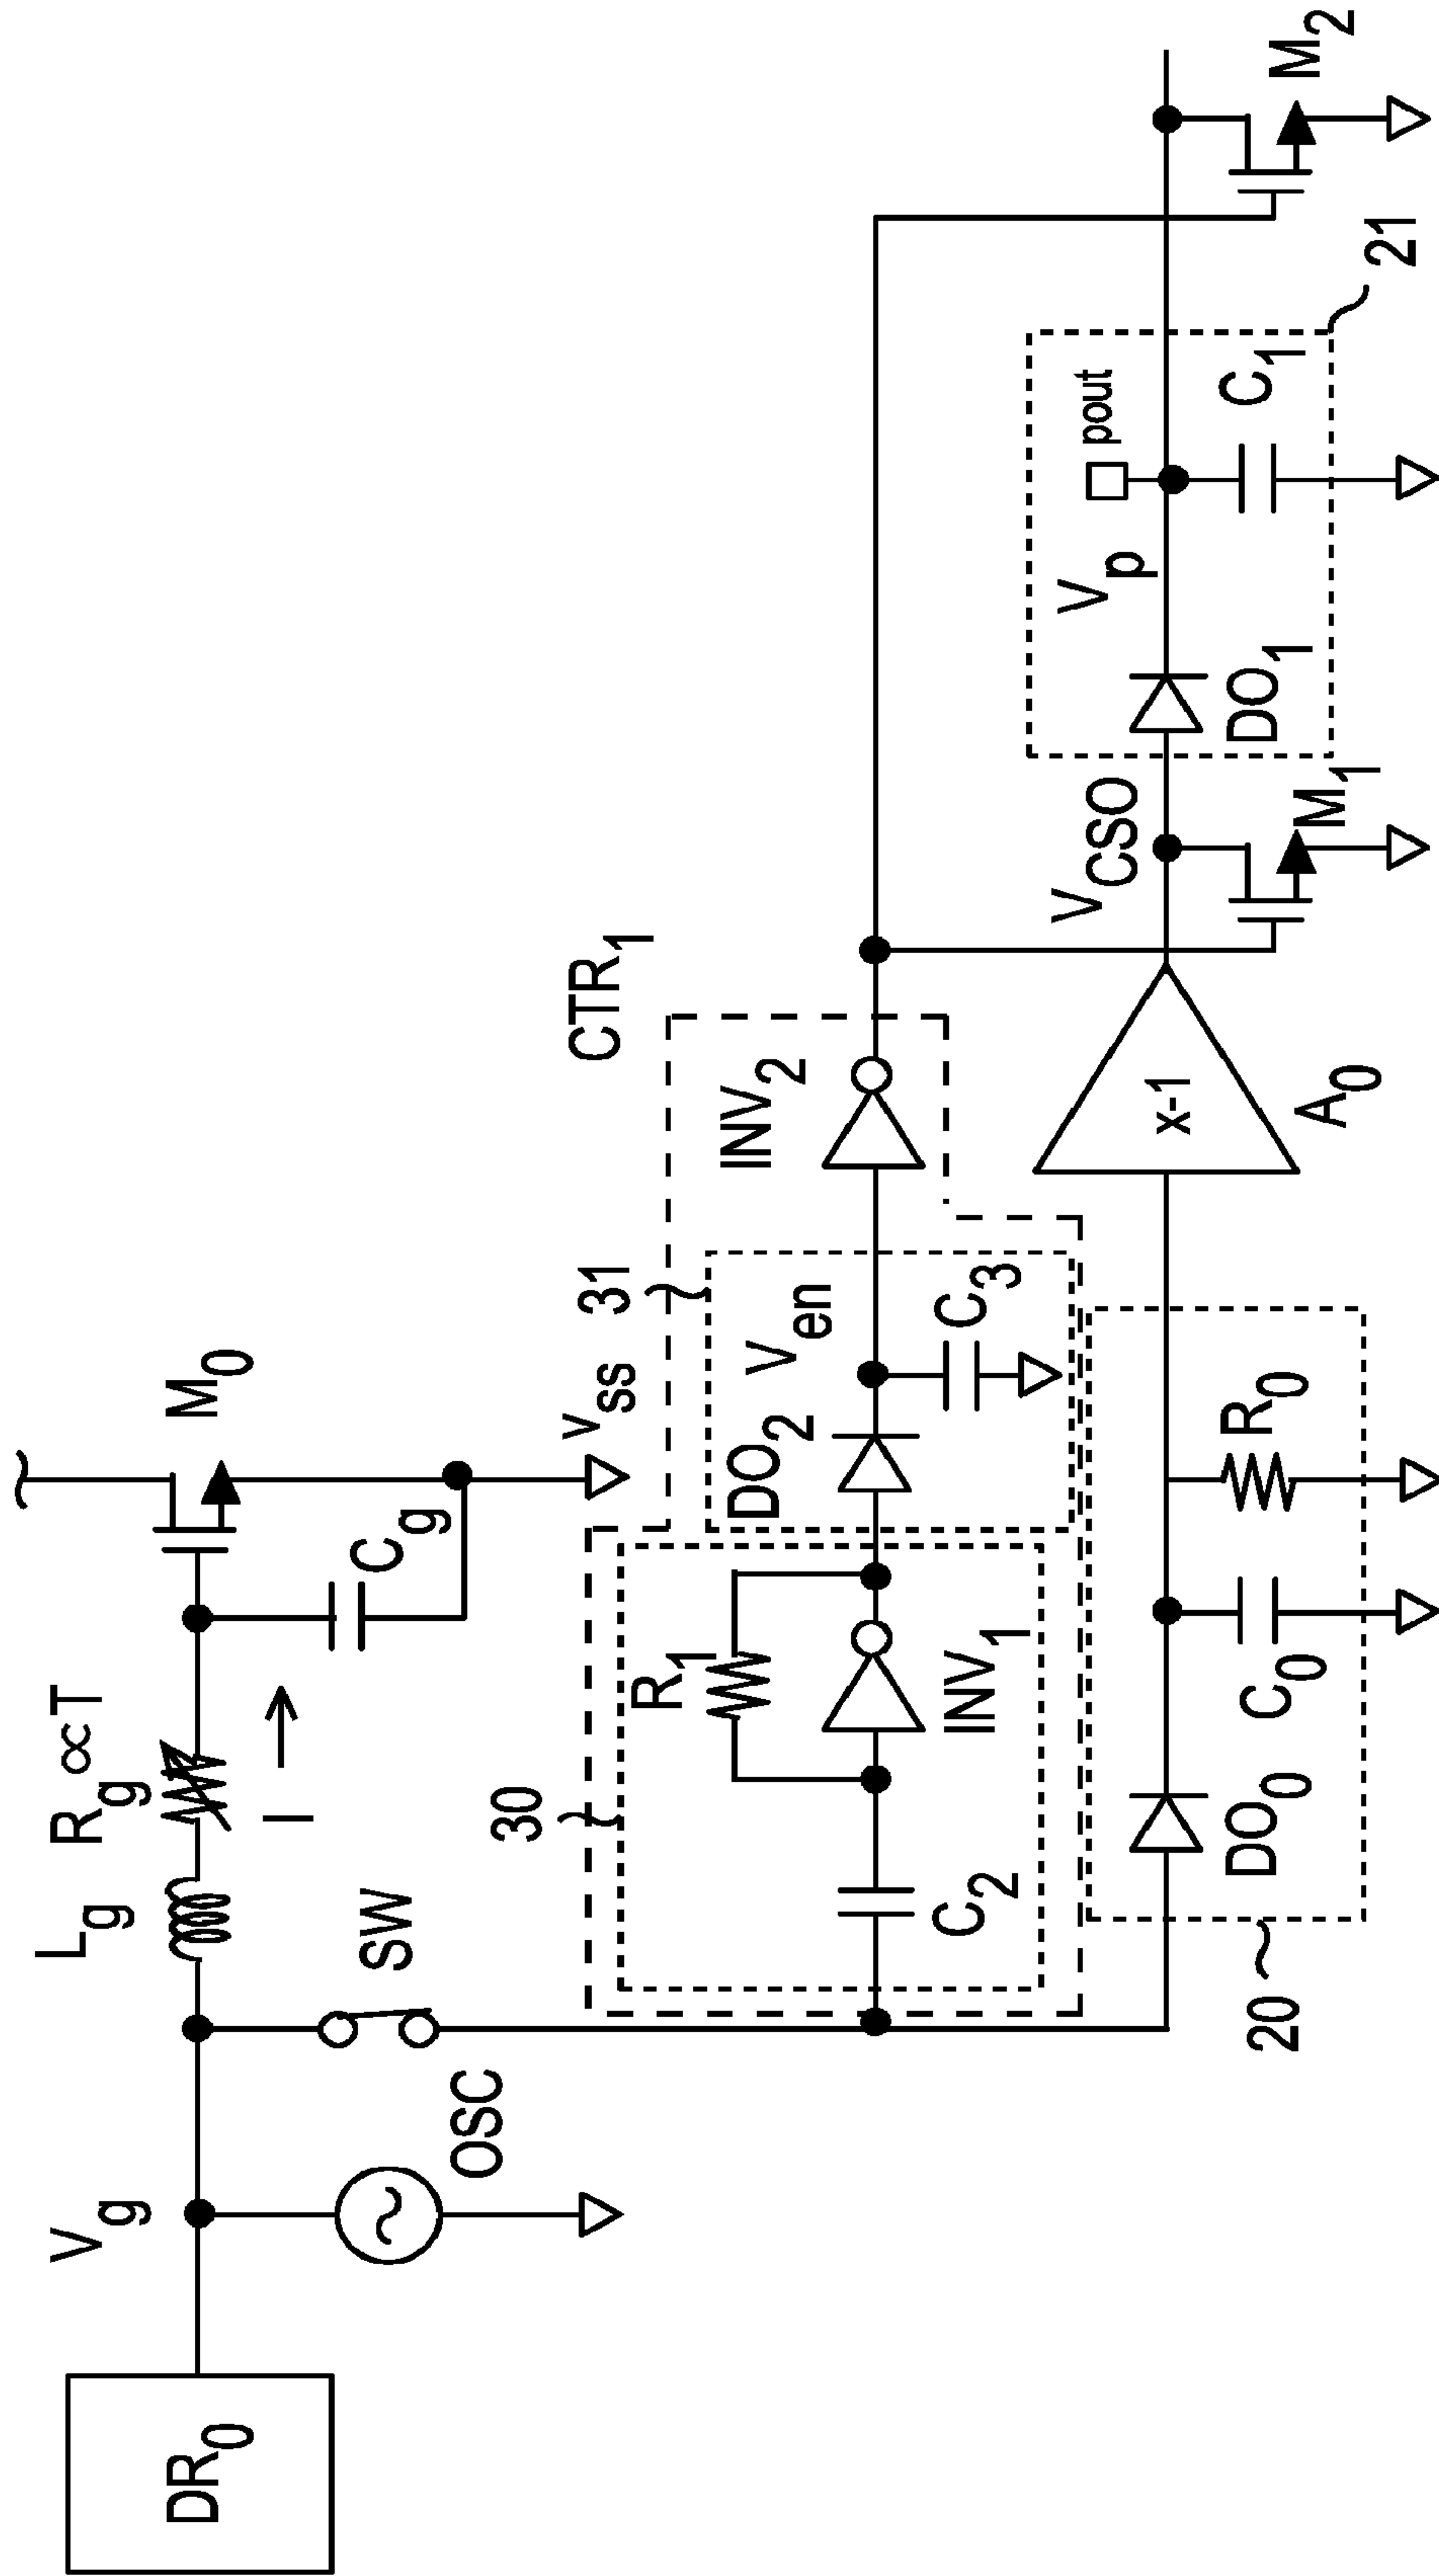 DR0
Vg
OSC
SW
Lg
Rg ∝T
I →
Cg
M0
Vss
30
C2
R1
INV1
31
DO2
Ven
C3
INV2
CTR1
20
DO0
C0
R0
x-1
A0
VCSO
M1
DO1
Vp
pout
C1
21
M2